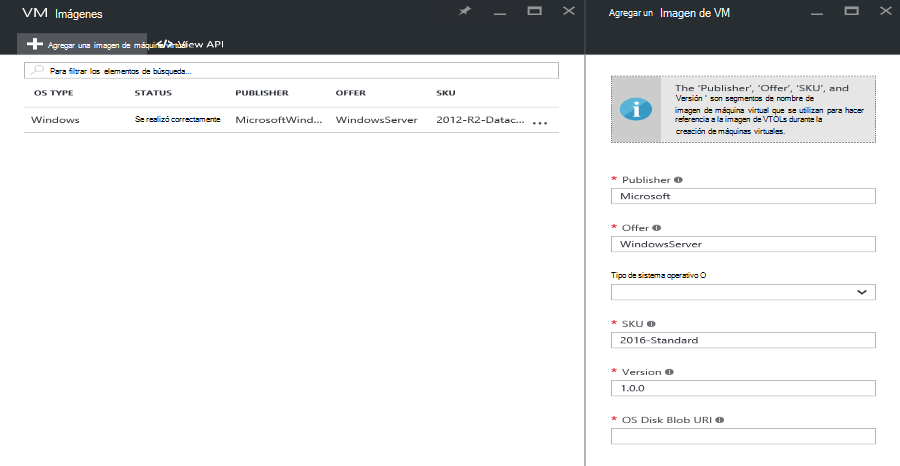 VM Imágenes
Agregar una imagen de máquina virtual </> View API
Para filtrar los elementos de búsqueda...
OS TYPE STATUS PUBLISHER OFFER SKU
Windows Se realizó correctamente MicrosoftWind... WindowsServer 2012-R2-Datac... ...
Agregar un Imagen de VM
The 'Publisher', 'Offer', 'SKU', and
Versión ' son segmentos de nombre de
imagen de máquina virtual que se utilizan para hacer
referencia a la imagen de VTOLs durante la
creación de máquinas virtuales.
* Publisher
Microsoft
* Offer
WindowsServer
Tipo de sistema operativo O
* SKU
2016-Standard
* Version
1.0.0
* OS Disk Blob URI